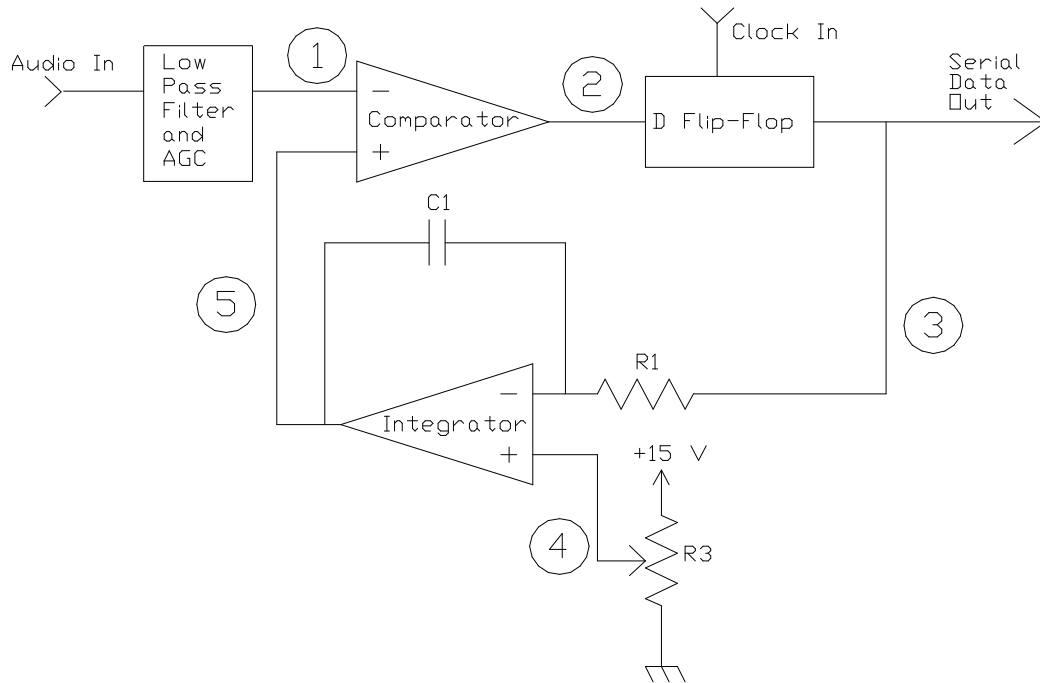 Audio In
Low
Pass
Filter
and
AGC
1
-
Comparator
+
2
Clock In
D Flip-Flop
Serial
Data
Out
C1
5
3
R1
-
Integrator
+
+15 V
4
R3